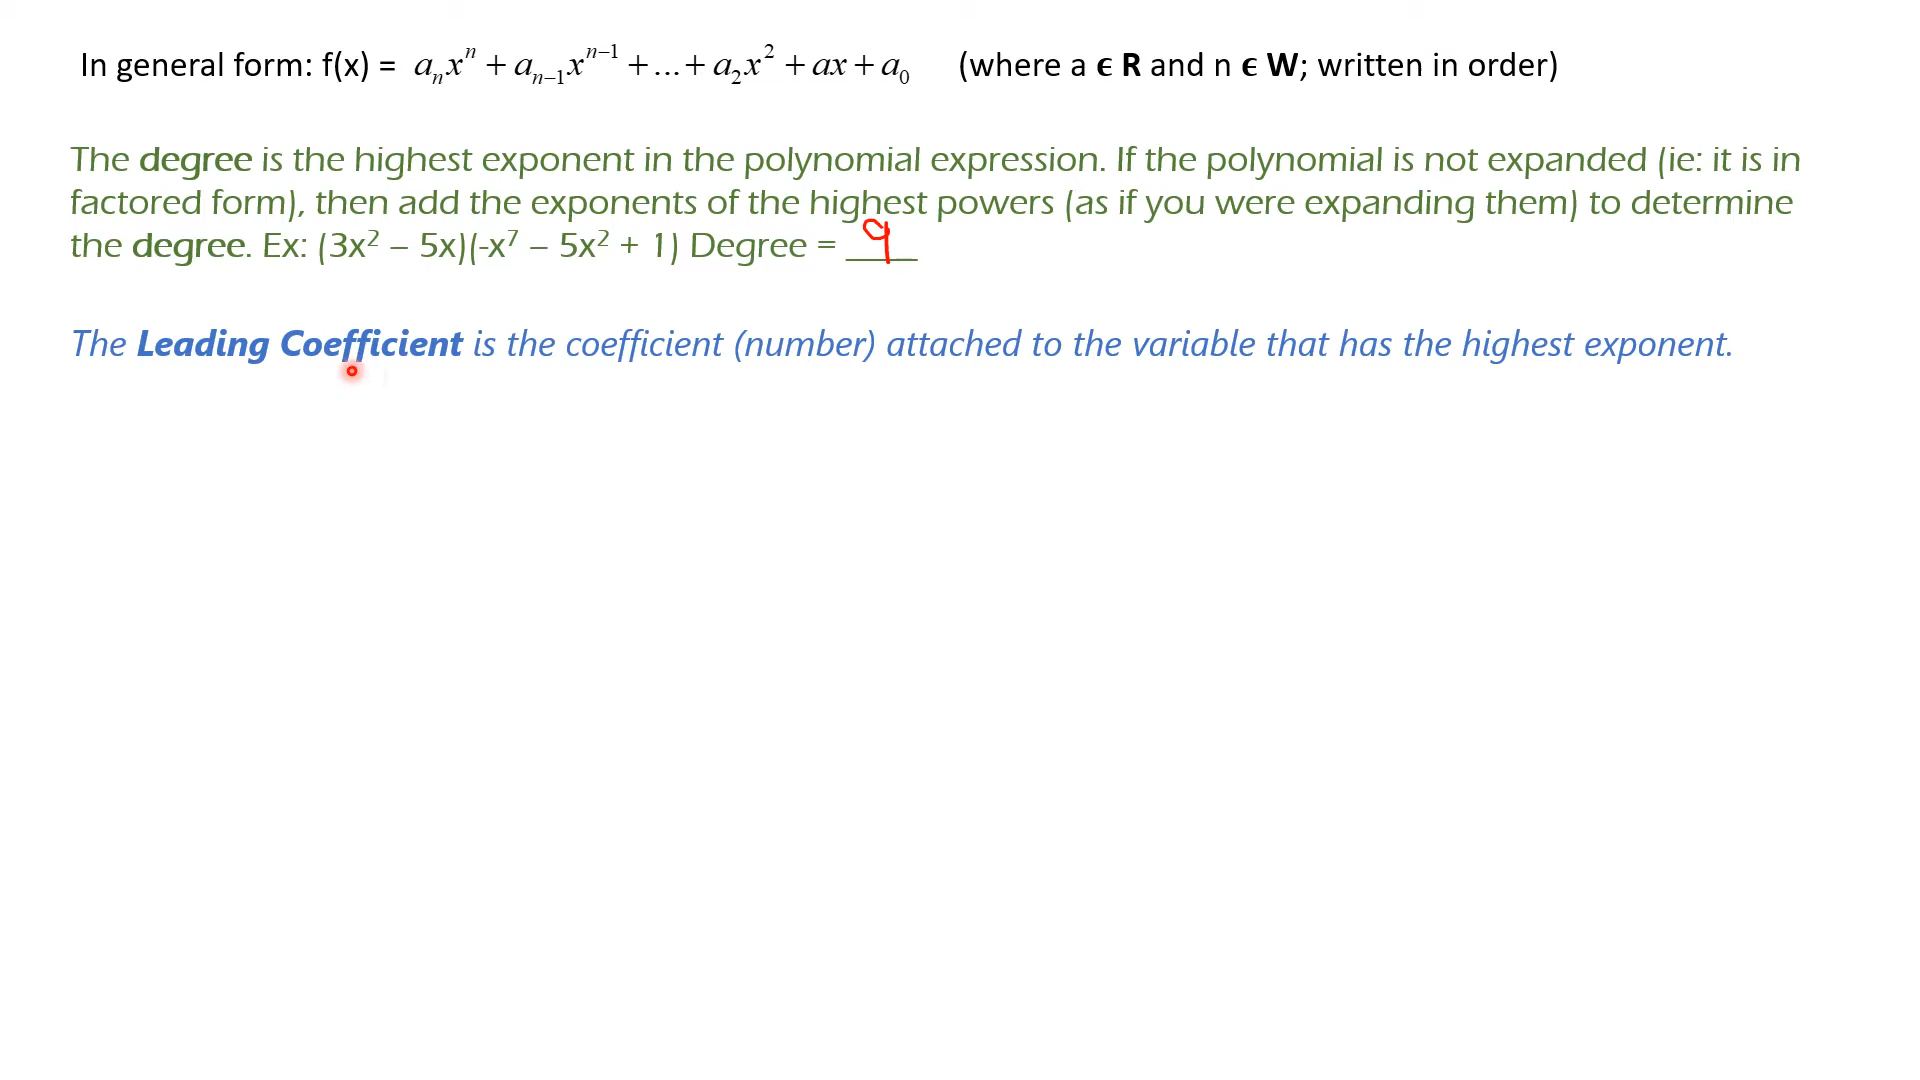 In general form: f(x) = aₙxⁿ + aₙ₋₁xⁿ⁻¹ + ... + a₂x² + ax + a₀ (where a ϵ R and n ϵ W; written in order)
The degree is the highest exponent in the polynomial expression. If the polynomial is not expanded (ie: it is in
factored form), then add the exponents of the highest powers (as if you were expanding them) to determine
the degree. Ex: (3x² – 5x)(-x⁷ – 5x² + 1) Degree = 9
The Leading Coefficient is the coefficient (number) attached to the variable that has the highest exponent.